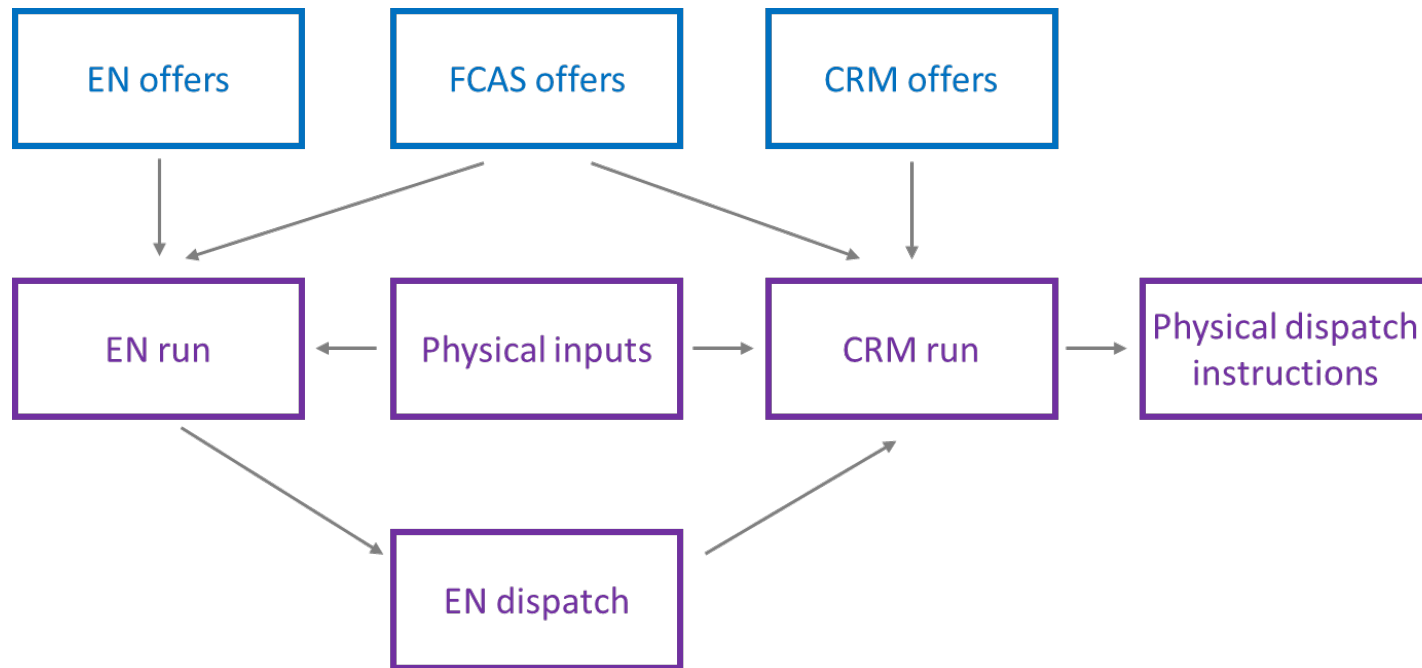 EN offers
FCAS offers
CRM offers
EN run
Physical inputs
CRM run
Physical dispatch
instructions
EN dispatch